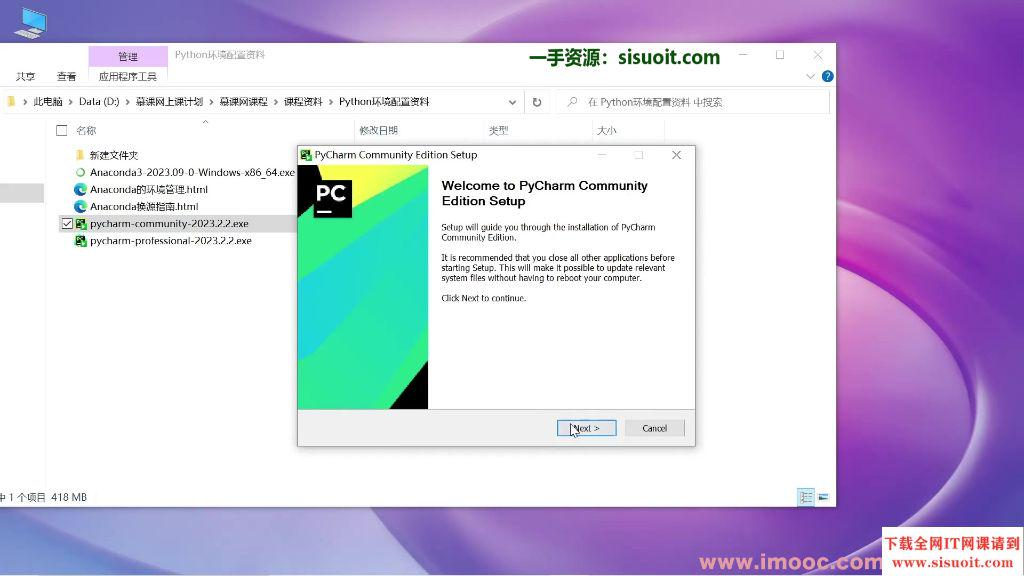 管理
Python环境配置资料
一手资源：sisuoit.com
共享
查看
应用程序工具
此电脑 > Data (D:) > 慕课网上课计划 > 慕课网课程 > 课程资料 > Python环境配置资料
在 Python环境配置资料 中搜索
名称
修改日期
类型
大小
新建文件夹
Anaconda3-2023.09-0-Windows-x86_64.exe
Anaconda的环境管理.html
Anaconda换源指南.html
pycharm-community-2023.2.2.exe
pycharm-professional-2023.2.2.exe
PyCharm Community Edition Setup
PC
Welcome to PyCharm Community
Edition Setup
Setup will guide you through the installation of PyCharm
Community Edition.
It is recommended that you close all other applications before
starting Setup. This will make it possible to update relevant
system files without having to reboot your computer.
Click Next to continue.
Next >
Cancel
中 1 个项目 418 MB
www.imooc.com
下载全网IT网课请到
www.sisuoit.com